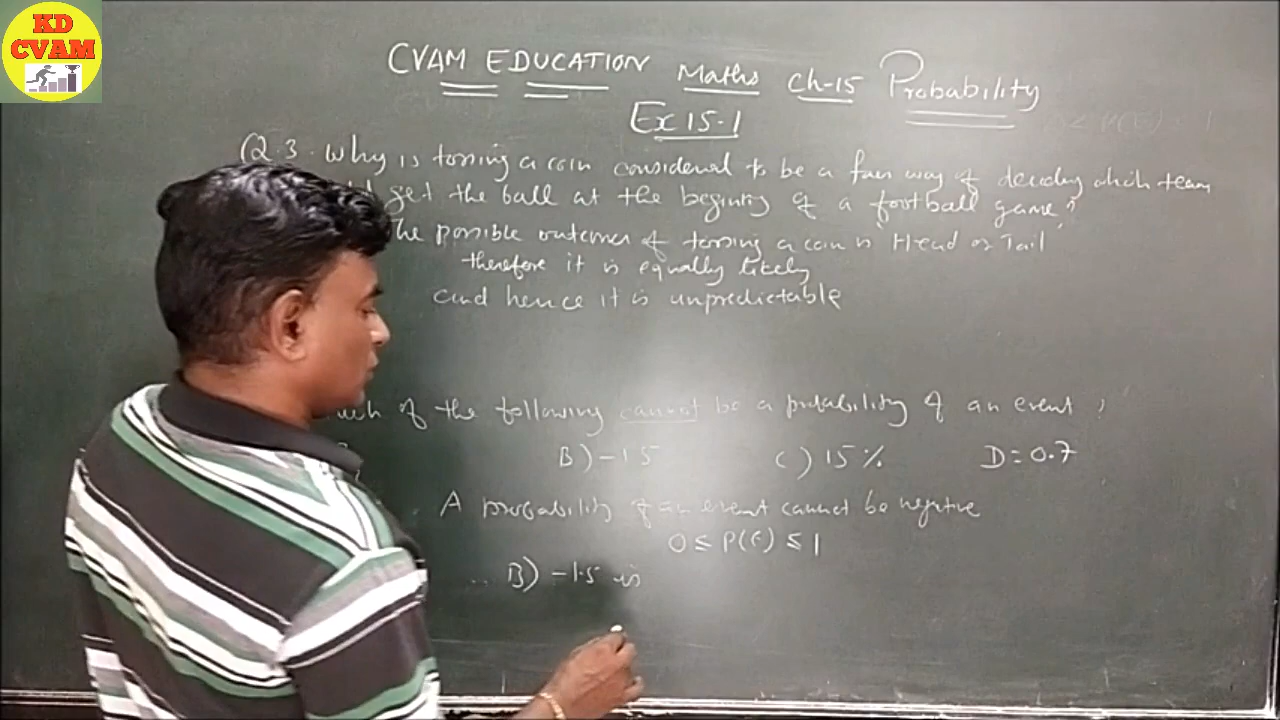 KD
CVAM
CVAM EDUCATION Maths Ch-15 Probability
Ex 15.1
Q.3. Why is tossing a coin considered to be a fair way of deciding which team
get the ball at the begining of a football game?
he possible outcomes of tossing a coin is 'Head or Tail'
therefore it is equally likely
and hence it is unpredictable
uch of the following cannot be a probability of an event?
B) -1.5 C) 15% D = 0.7
A probability of an event cannot be negative
0 ≤ P(E) ≤ 1
B) -1.5 is